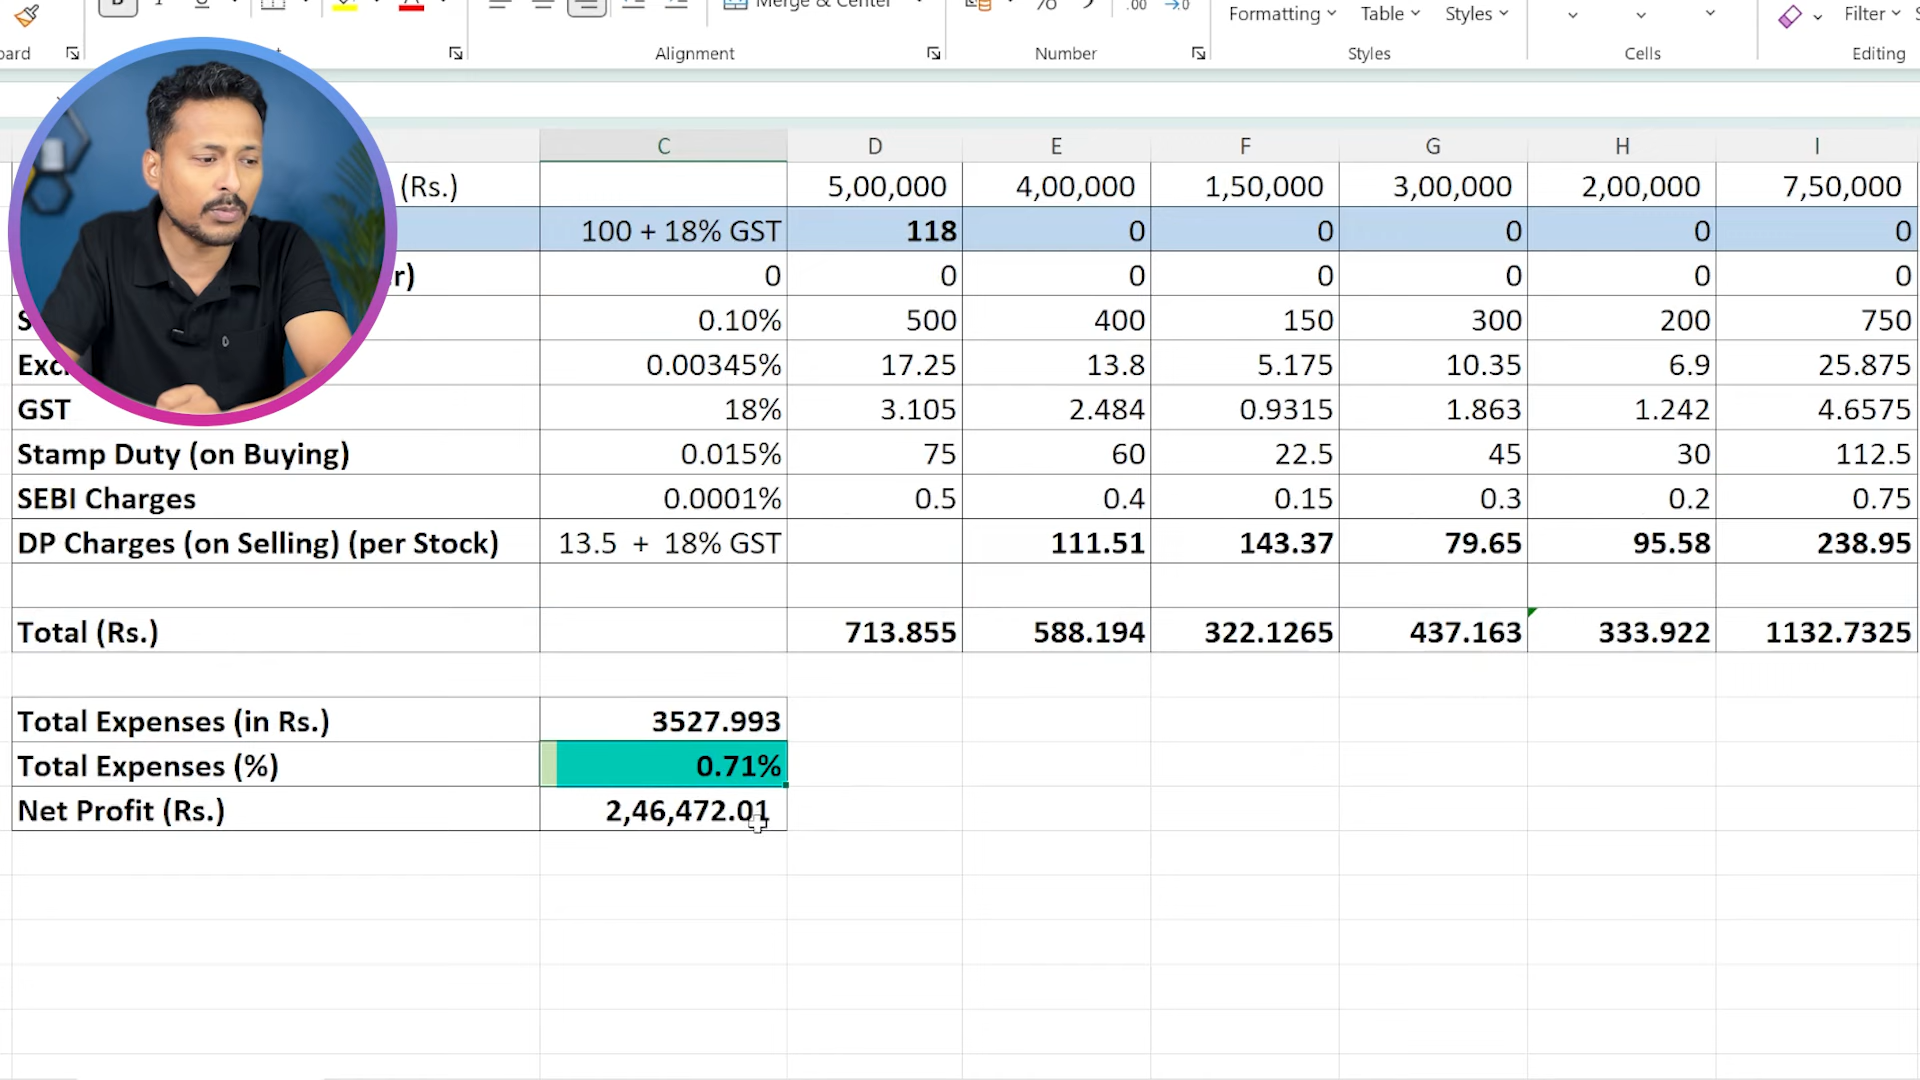 Merge & Center
Formatting Table Styles
Filter
Alignment Number Styles Cells Editing
C D E F G H I
(Rs.) 5,00,000 4,00,000 1,50,000 3,00,000 2,00,000 7,50,000
100 + 18% GST 118 0 0 0 0 0
r) 0 0 0 0 0 0 0
S 0.10% 500 400 150 300 200 750
Exc 0.00345% 17.25 13.8 5.175 10.35 6.9 25.875
GST 18% 3.105 2.484 0.9315 1.863 1.242 4.6575
Stamp Duty (on Buying) 0.015% 75 60 22.5 45 30 112.5
SEBI Charges 0.0001% 0.5 0.4 0.15 0.3 0.2 0.75
DP Charges (on Selling) (per Stock) 13.5 + 18% GST 111.51 143.37 79.65 95.58 238.95
Total (Rs.) 713.855 588.194 322.1265 437.163 333.922 1132.7325
Total Expenses (in Rs.) 3527.993
Total Expenses (%) 0.71%
Net Profit (Rs.) 2,46,472.01